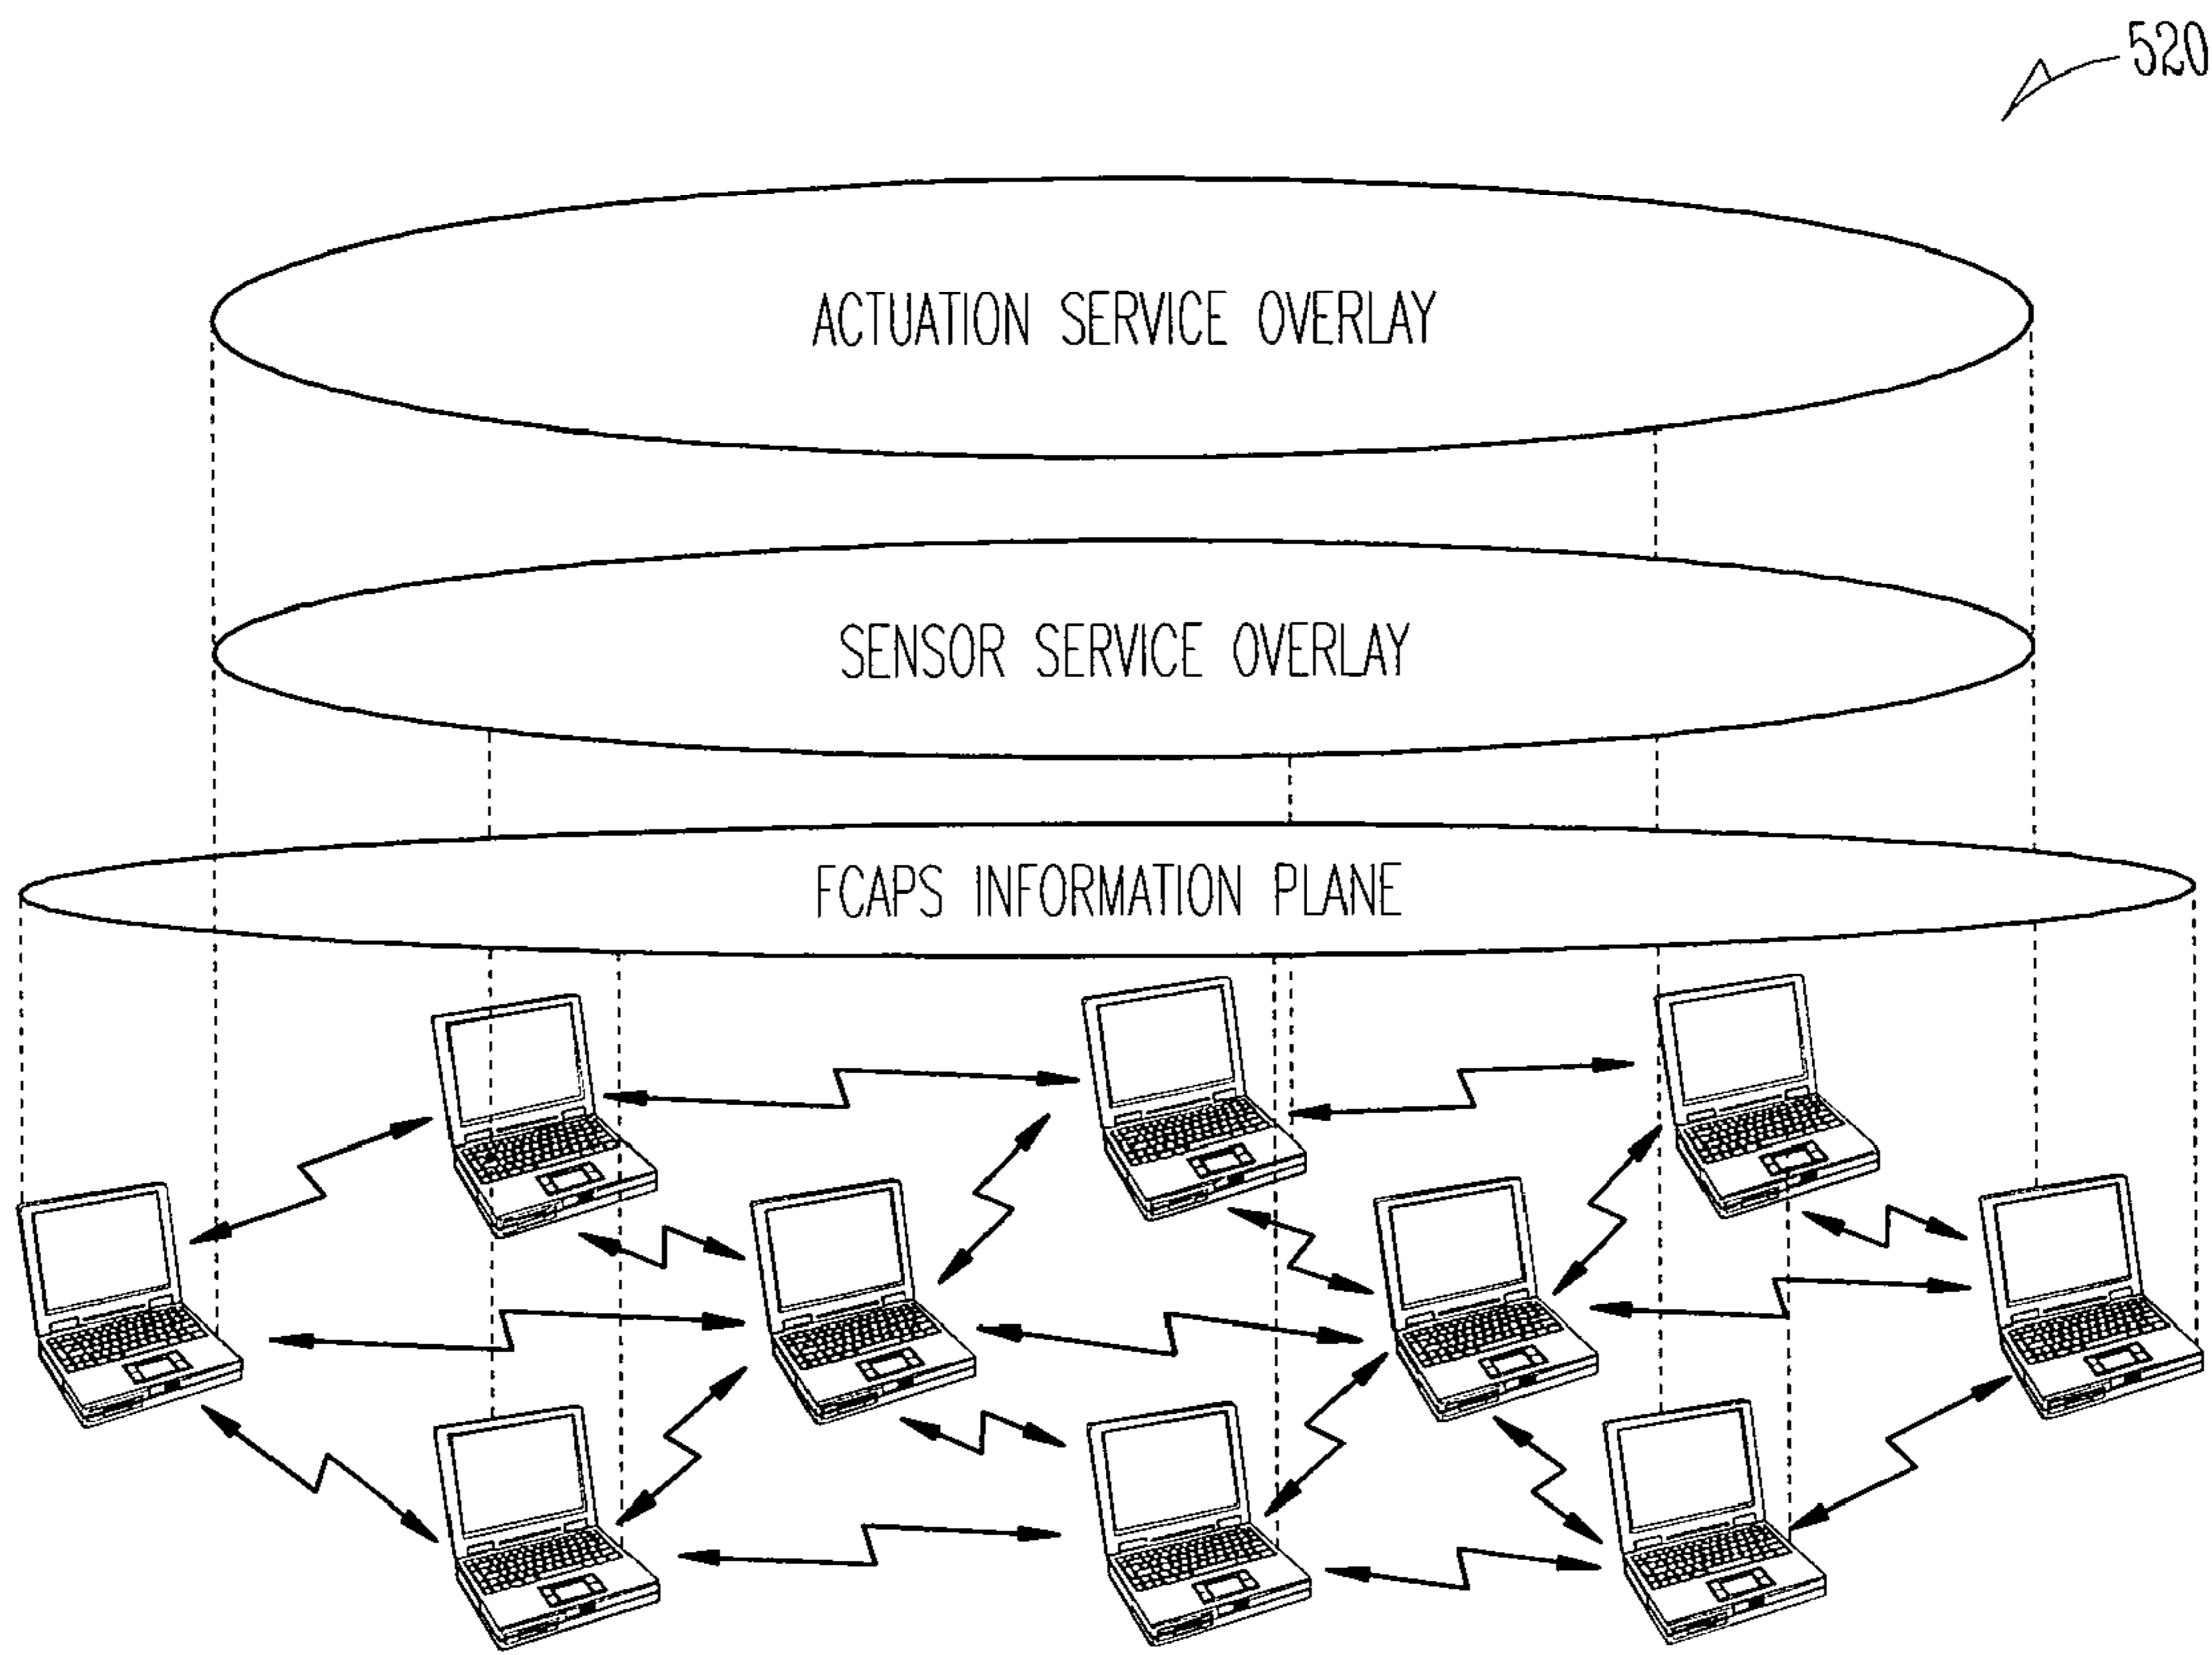 520
ACTUATION SERVICE OVERLAY
SENSOR SERVICE OVERLAY
FCAPS INFORMATION PLANE